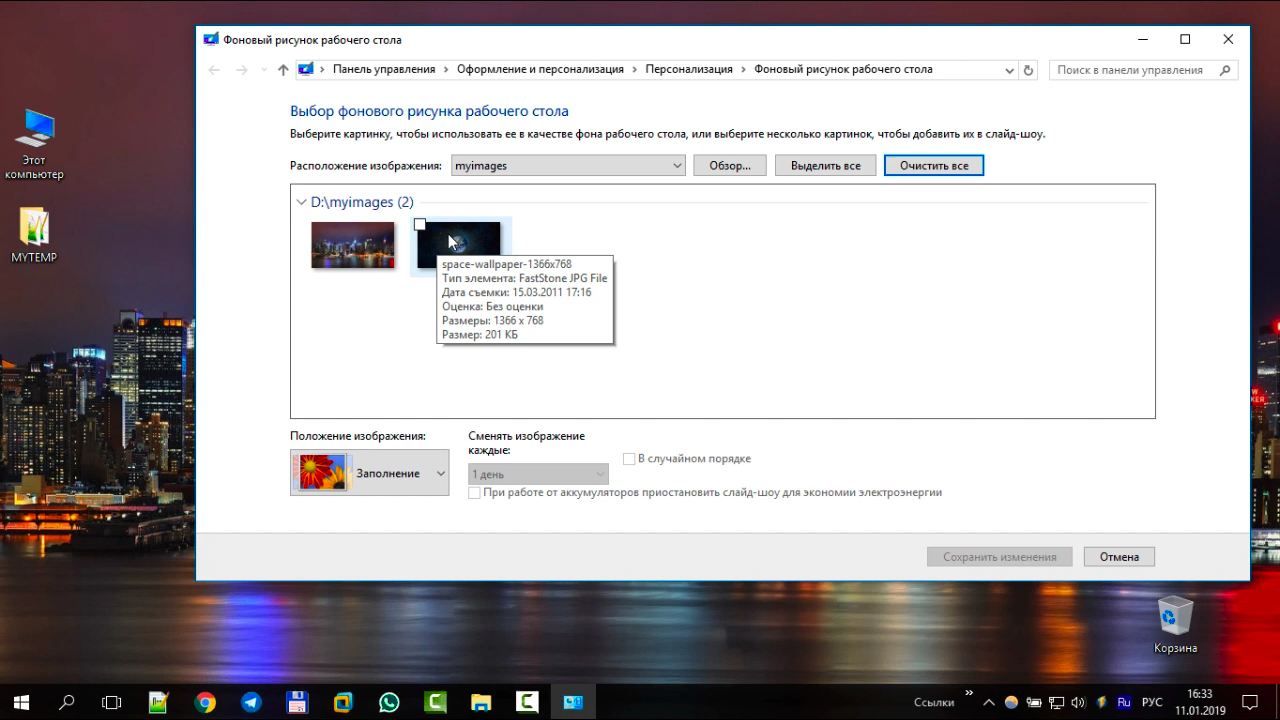 Фоновый рисунок рабочего стола
Панель управления
Оформление и персонализация
Персонализация
Фоновый рисунок рабочего стола
Поиск в панели управления
Этот
компьютер
MYTEMP
Выбор фонового рисунка рабочего стола
Выберите картинку, чтобы использовать ее в качестве фона рабочего стола, или выберите несколько картинок, чтобы добавить их в слайд-шоу.
Расположение изображения:
myimages
Обзор...
Выделить все
Очистить все
D:\myimages (2)
space-wallpaper-1366x768
Тип элемента: FastStone JPG File
Дата съемки: 15.03.2011 17:16
Оценка: Без оценки
Размеры: 1366 x 768
Размер: 201 КБ
Положение изображения:
Заполнение
Сменять изображение
каждые:
1 день
В случайном порядке
При работе от аккумуляторов приостановить слайд-шоу для экономии электроэнергии
Сохранить изменения
Отмена
Корзина
Ссылки
Ru
РУС
16:33
11.01.2019